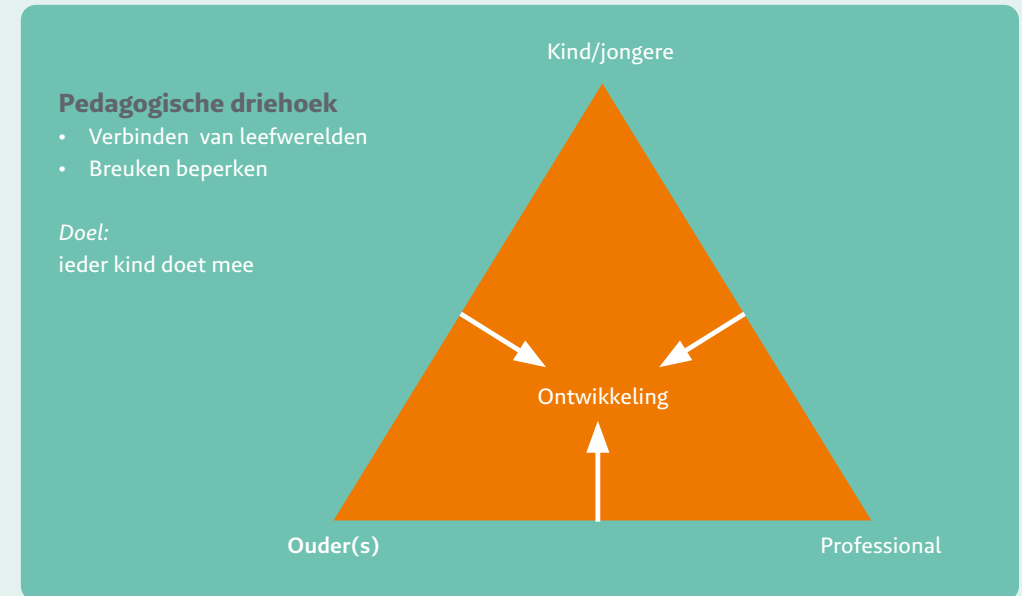 Kind/jongere
Pedagogische driehoek
• Verbinden van leefwerelden
• Breuken beperken
Doel:
ieder kind doet mee
Ontwikkeling
Ouder(s)
Professional